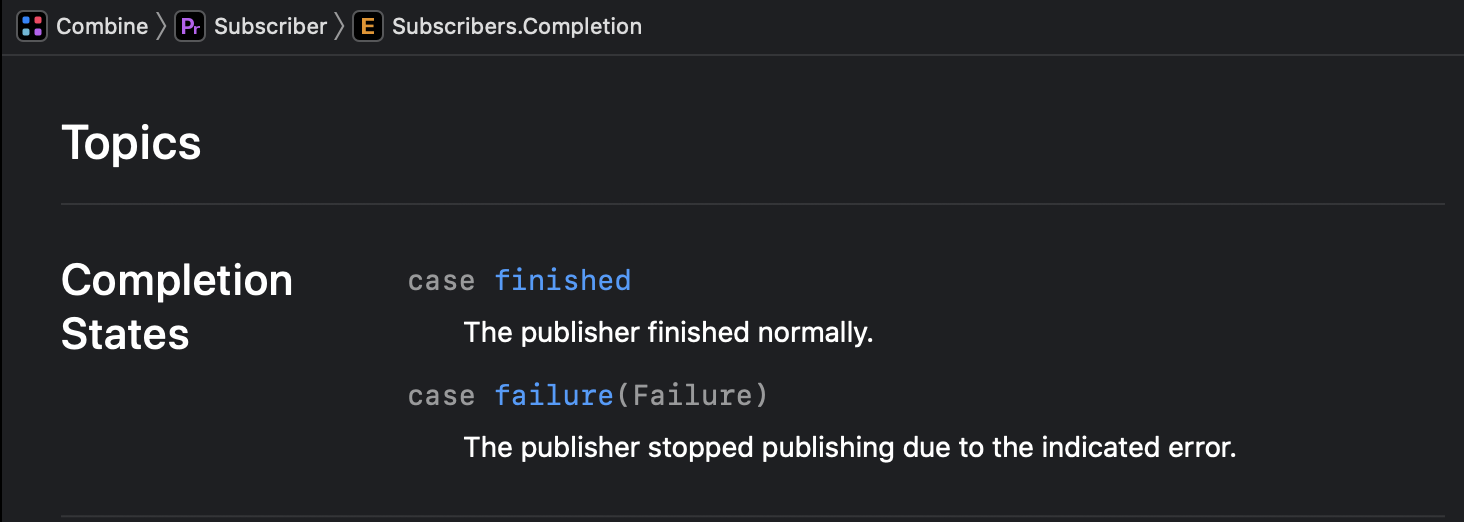 Combine Pr Subscriber E Subscribers.Completion
Topics
Completion
States
case finished
The publisher finished normally.
case failure(Failure)
The publisher stopped publishing due to the indicated error.